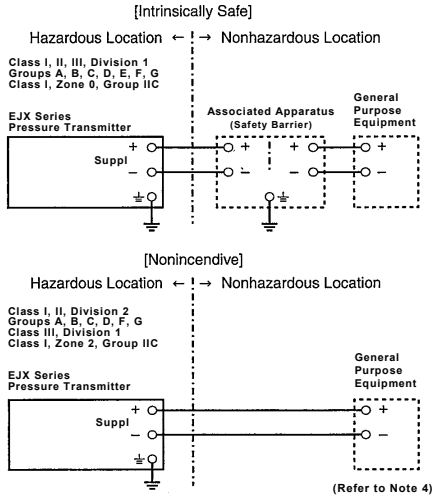 [Intrinsically Safe]
Hazardous Location ← → Nonhazardous Location
Class I, II, III, Division 1
Groups A, B, C, D, E, F, G
Class I, Zone 0, Group IIC
EJX Series
Pressure Transmitter
Associated Apparatus
(Safety Barrier)
General
Purpose
Equipment
Suppl
+ + + +
− − − −
[Nonincendive]
Hazardous Location ← → Nonhazardous Location
Class I, II, Division 2
Groups A, B, C, D, F, G
Class III, Division 1
Class I, Zone 2, Group IIC
EJX Series
Pressure Transmitter
General
Purpose
Equipment
Suppl
+ +
− −
(Refer to Note 4)